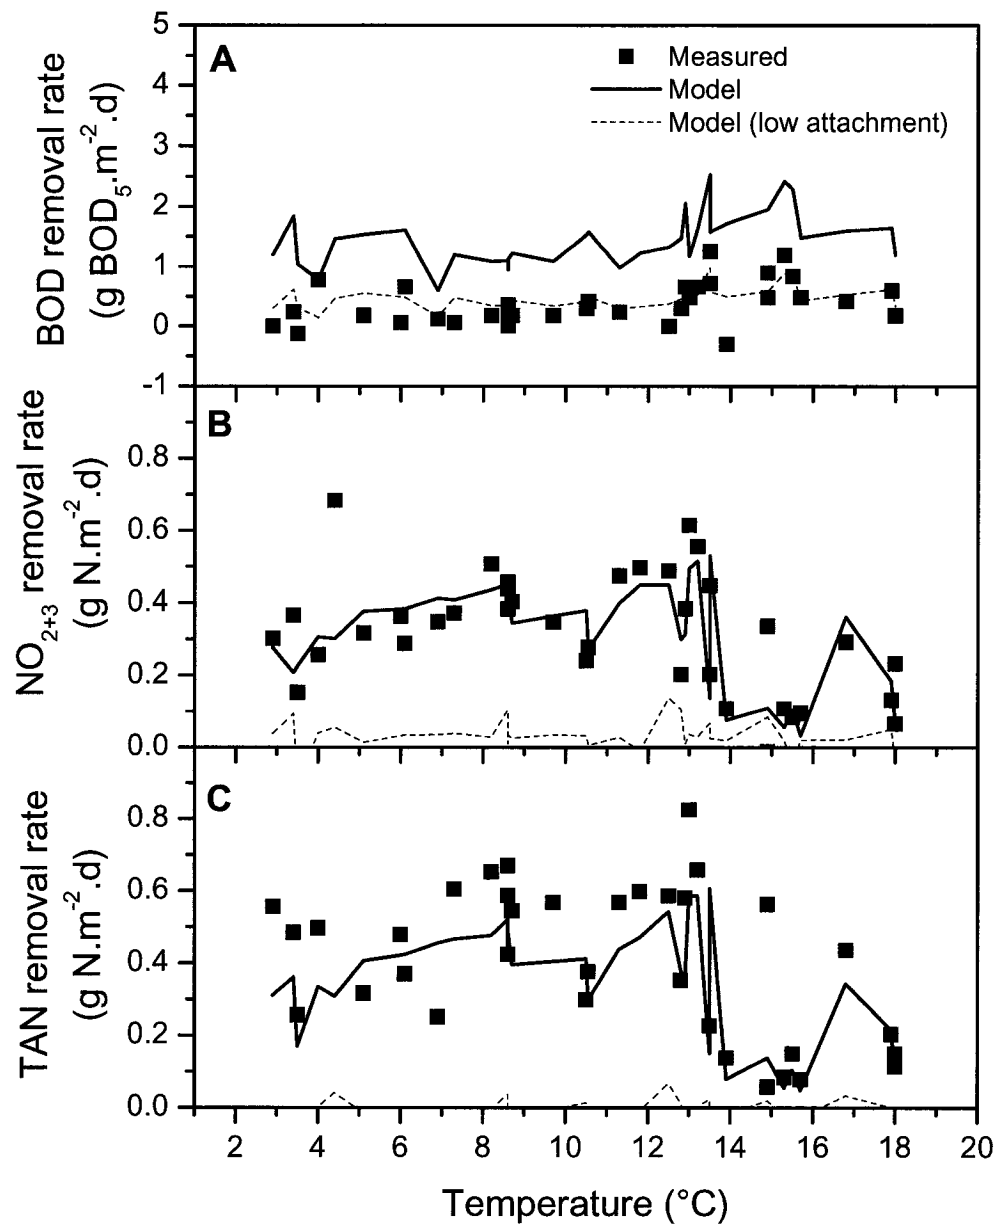 A
Measured
Model
Model (low attachment)
BOD removal rate
(g BOD5.m-2.d)
5
4
3
2
1
0
-1
B
NO2+3 removal rate
(g N.m-2.d)
0.8
0.6
0.4
0.2
0.0
C
TAN removal rate
(g N.m-2.d)
0.8
0.6
0.4
0.2
0.0
2 4 6 8 10 12 14 16 18 20
Temperature (°C)